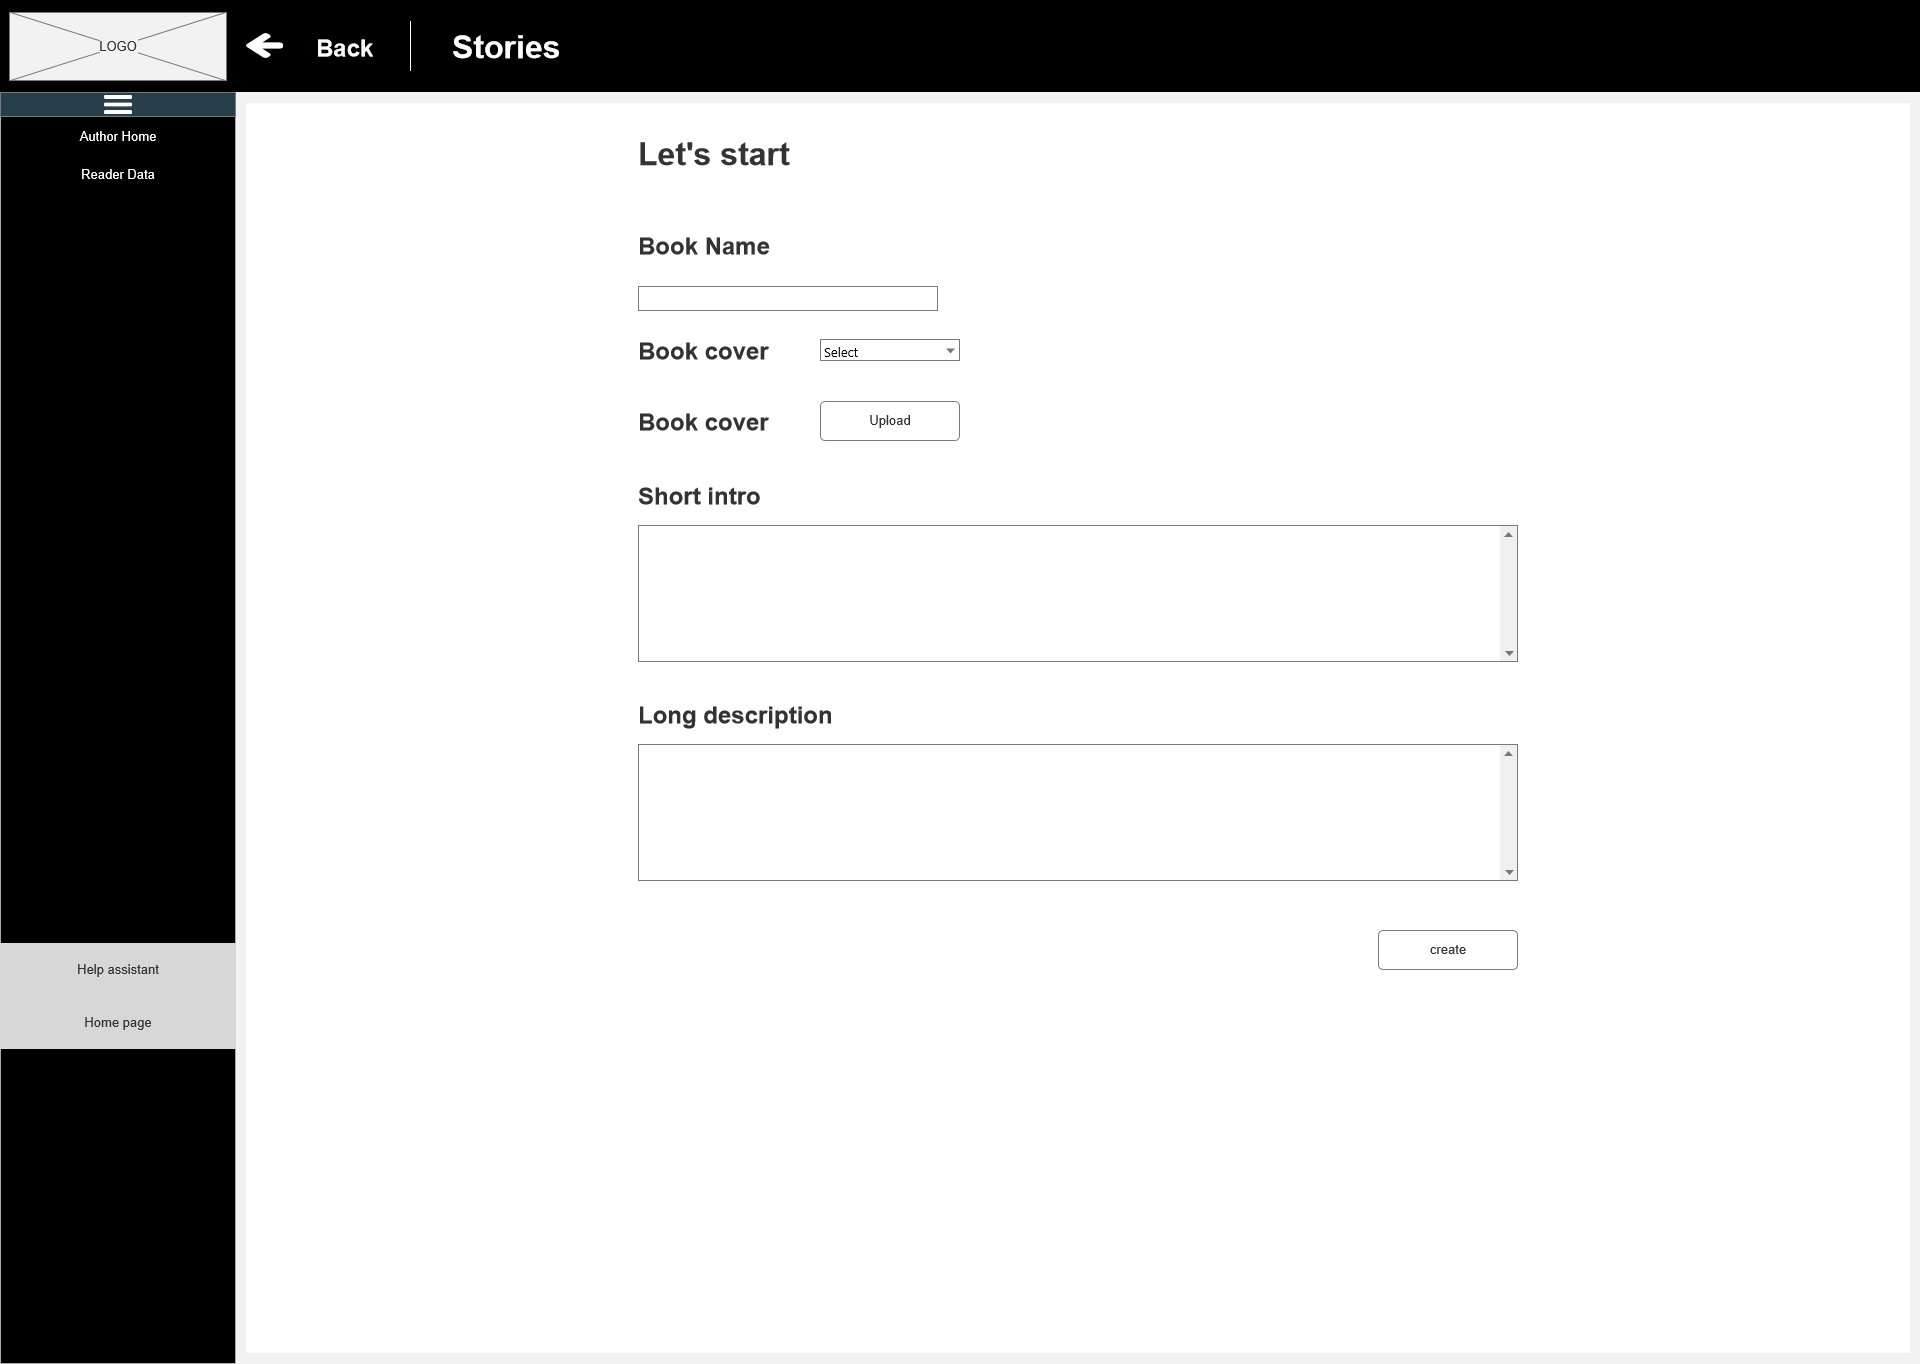 LOGO
Back
Stories
Author Home
Reader Data
Let's start
Book Name
Book cover
Select
Book cover
Upload
Short intro
Long description
create
Help assistant
Home page